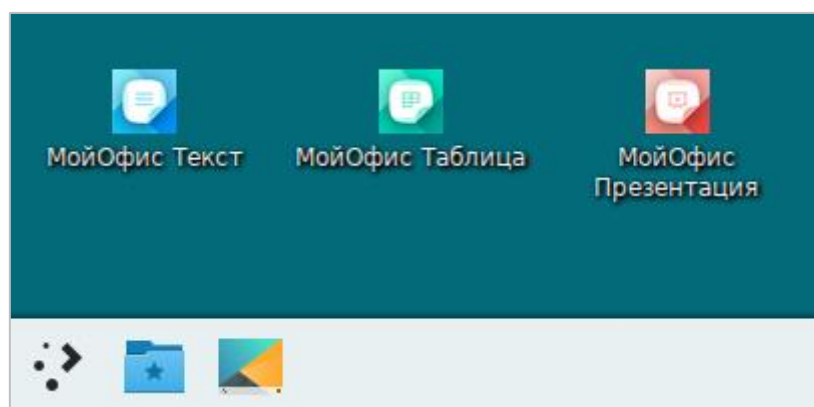 МойОфис Текст
МойОфис Таблица
МойОфис
Презентация